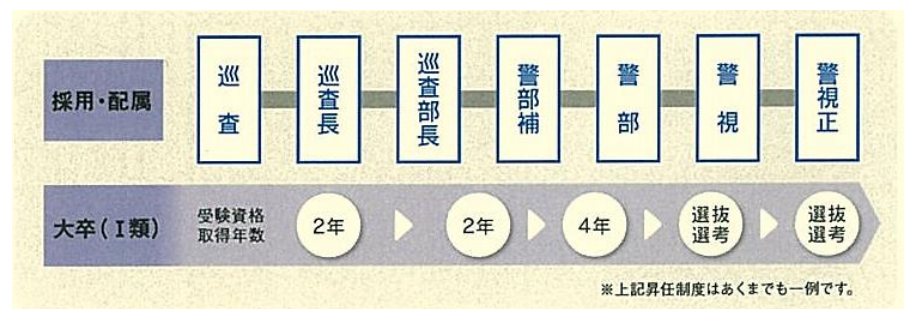 採用・配属
巡査
巡査長
巡査部長
警部補
警部
警視
警視正
大卒(Ⅰ類)
受験資格
取得年数
2年
2年
4年
選抜
選考
選抜
選考
※上記昇任制度はあくまでも一例です。